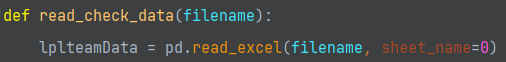 def read_check_data(filename):
    lplteamData = pd.read_excel(filename, sheet_name=0)